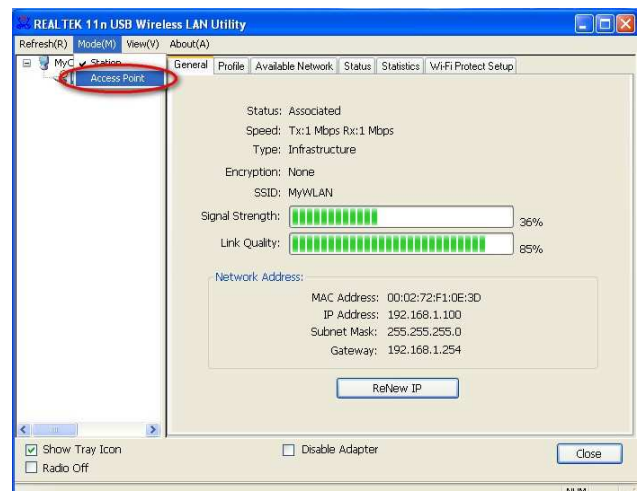 REALTEK 11n USB Wireless LAN Utility
Refresh(R) Mode(M) View(V) About(A)
MyC
Station
Access Point
General Profile Available Network Status Statistics Wi-Fi Protect Setup
Status: Associated
Speed: Tx:1 Mbps Rx:1 Mbps
Type: Infrastructure
Encryption: None
SSID: MyWLAN
Signal Strength: 36%
Link Quality: 85%
Network Address:
MAC Address: 00:02:72:F1:0E:3D
IP Address: 192.168.1.100
Subnet Mask: 255.255.255.0
Gateway: 192.168.1.254
ReNew IP
Show Tray Icon
Radio Off
Disable Adapter
Close
NUM